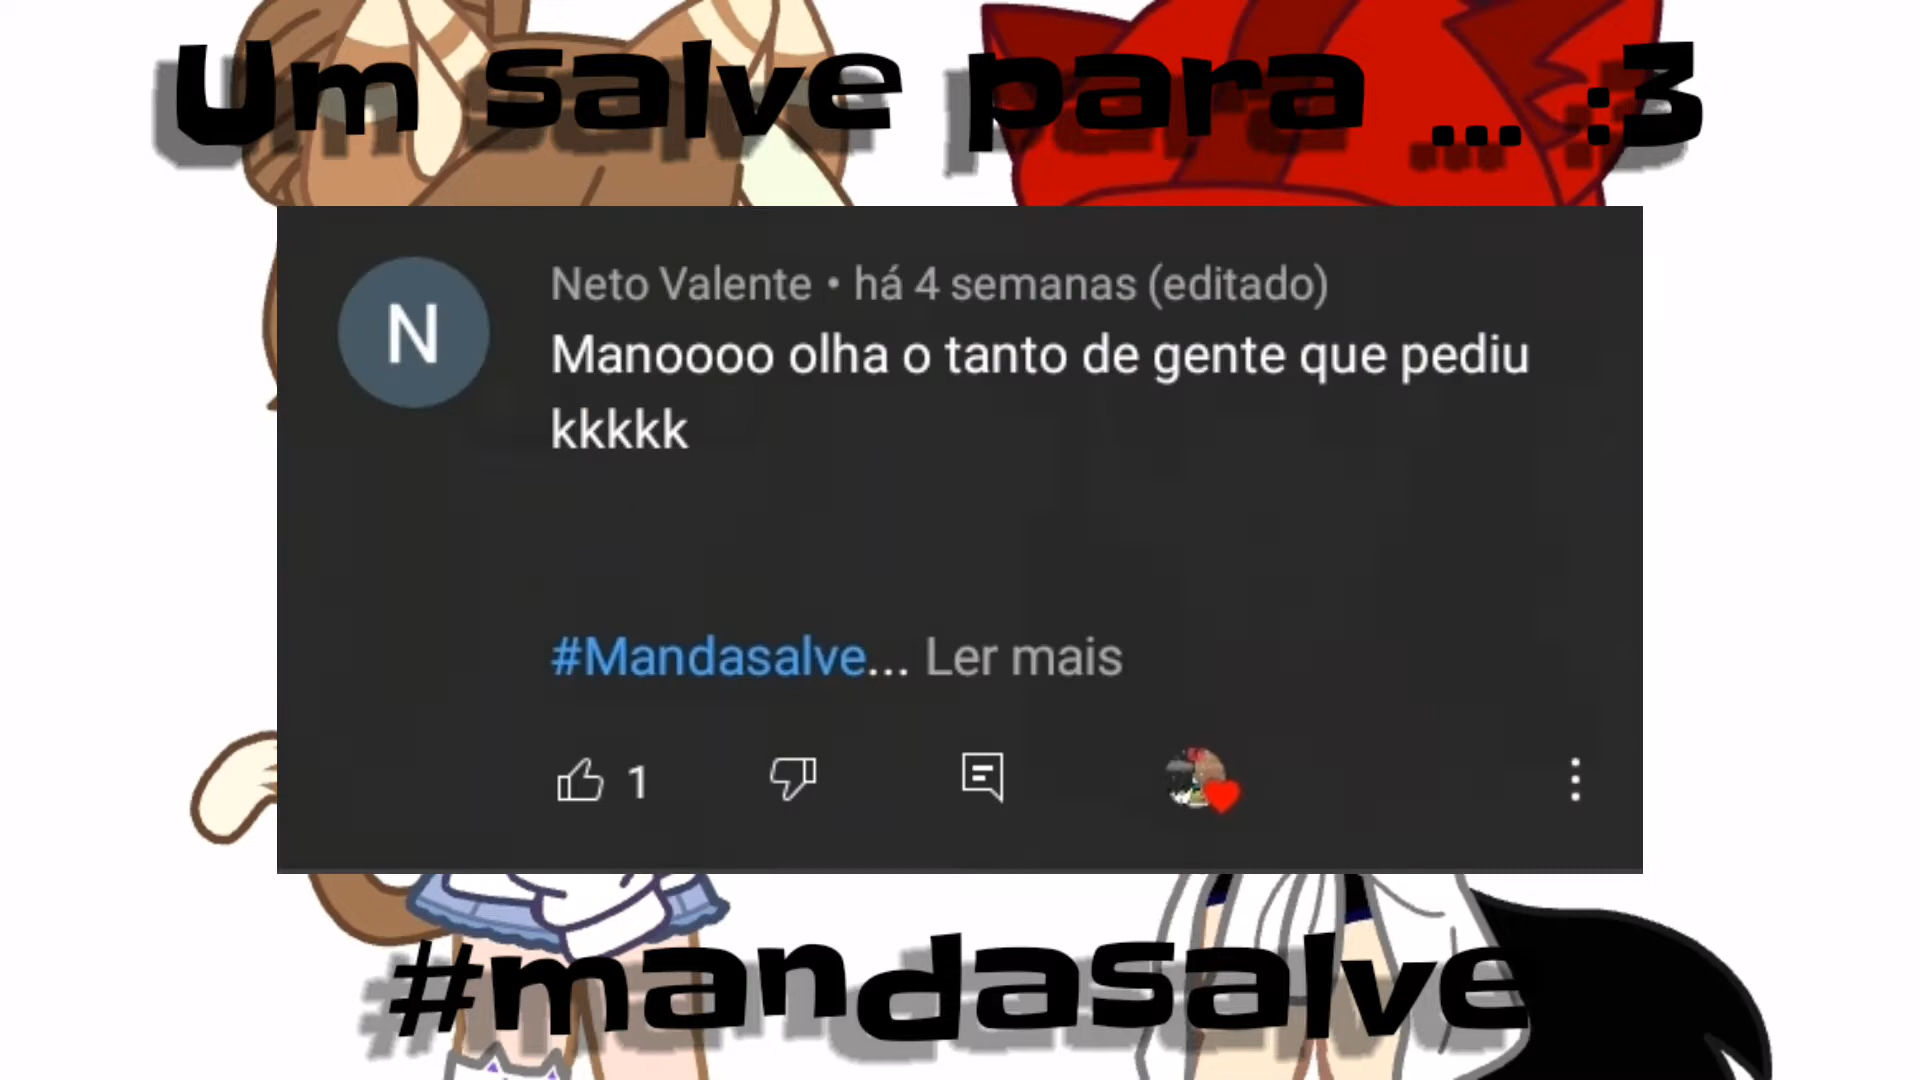 Um salve para ... :3
N
Neto Valente • há 4 semanas (editado)
Manoooo olha o tanto de gente que pediu
kkkkk
#Mandasalve... Ler mais
1
#mandasalve